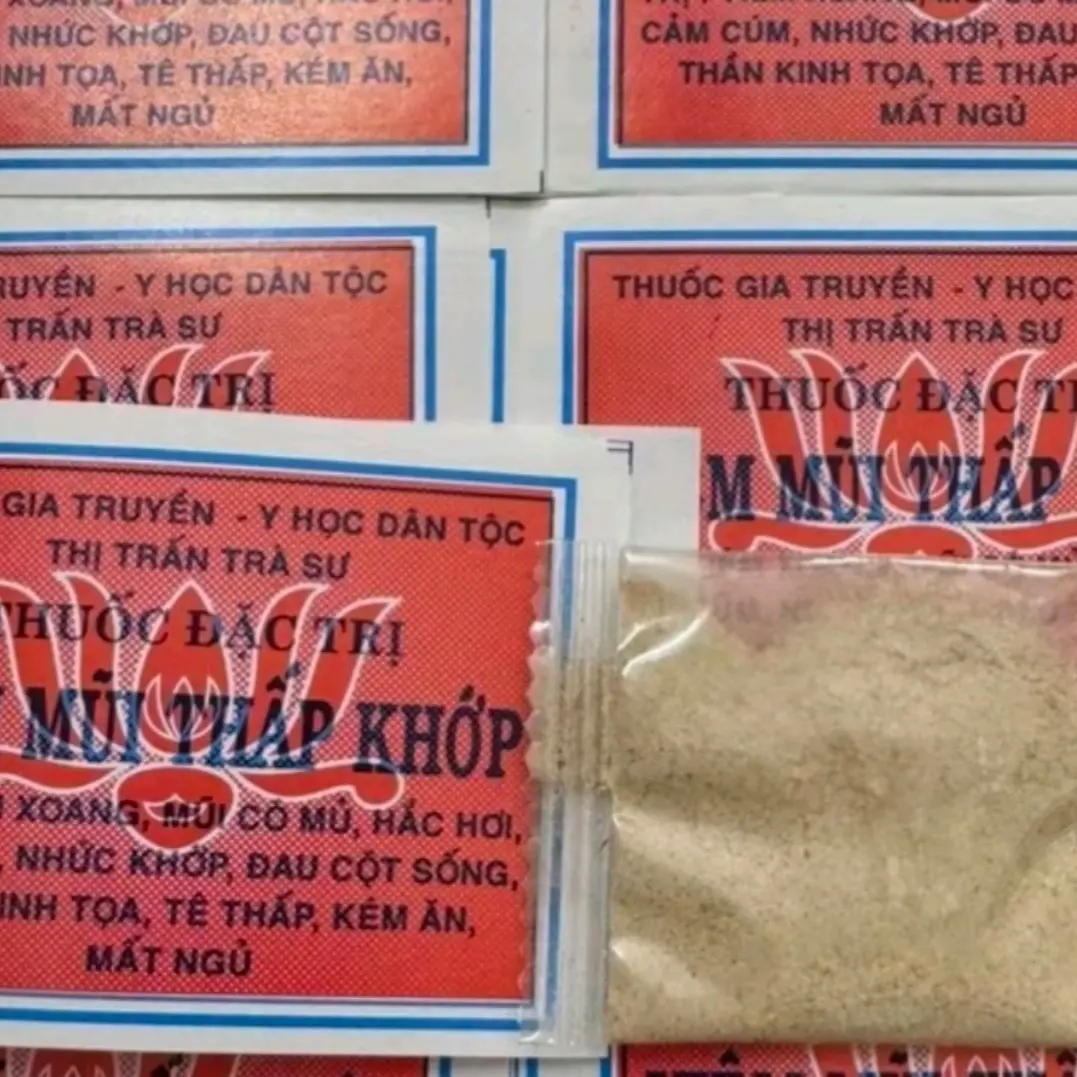 NHỨC KHỚP, ĐAU CỘT SỐNG,
TỌA, TÊ THẤP, KÉM ĂN,
MẤT NGỦ
CẢM CÚM, NHỨC KHỚP, ĐAU
THẦN KINH TỌA, TÊ THẤP
MẤT NGỦ
- Y HỌC DÂN TỘC
TRẤN TRÀ SƯ
ĐẶC TRỊ
THUỐC GIA TRUYỀN - Y HỌC
THỊ TRẤN TRÀ SƯ
THUỐC ĐẶC
MŨI THẤP
GIA TRUYỀN - Y HỌC DÂN TỘC
THỊ TRẤN TRÀ SƯ
THUỐC ĐẶC TRỊ
MŨI THẤP KHỚP
XOANG, MŨI CÓ MỦ, HẮC HƠI,
NHỨC KHỚP, ĐAU CỘT SỐNG,
TỌA, TÊ THẤP, KÉM ĂN,
MẤT NGỦ